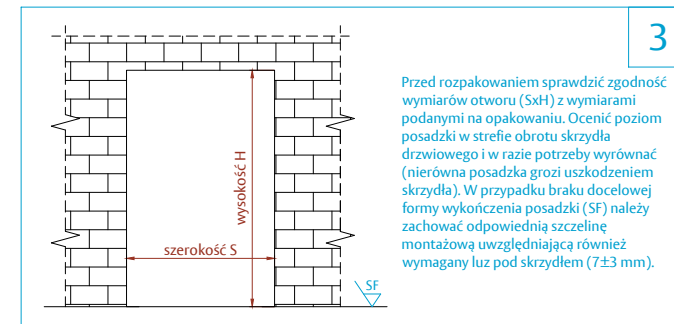 3
Przed rozpakowaniem sprawdzić zgodność
wymiarów otworu (SxH) z wymiarami
podanymi na opakowaniu. Ocenić poziom
posadzki w strefie obrotu skrzydła
drzwiowego i w razie potrzeby wyrównać
(nierówna posadzka grozi uszkodzeniem
skrzydła). W przypadku braku docelowej
formy wykończenia posadzki (SF) należy
zachować odpowiednią szczelinę
montażową uwzględniającą również
wymagany luz pod skrzydłem (7±3 mm).
wysokość H
szerokość S
SF